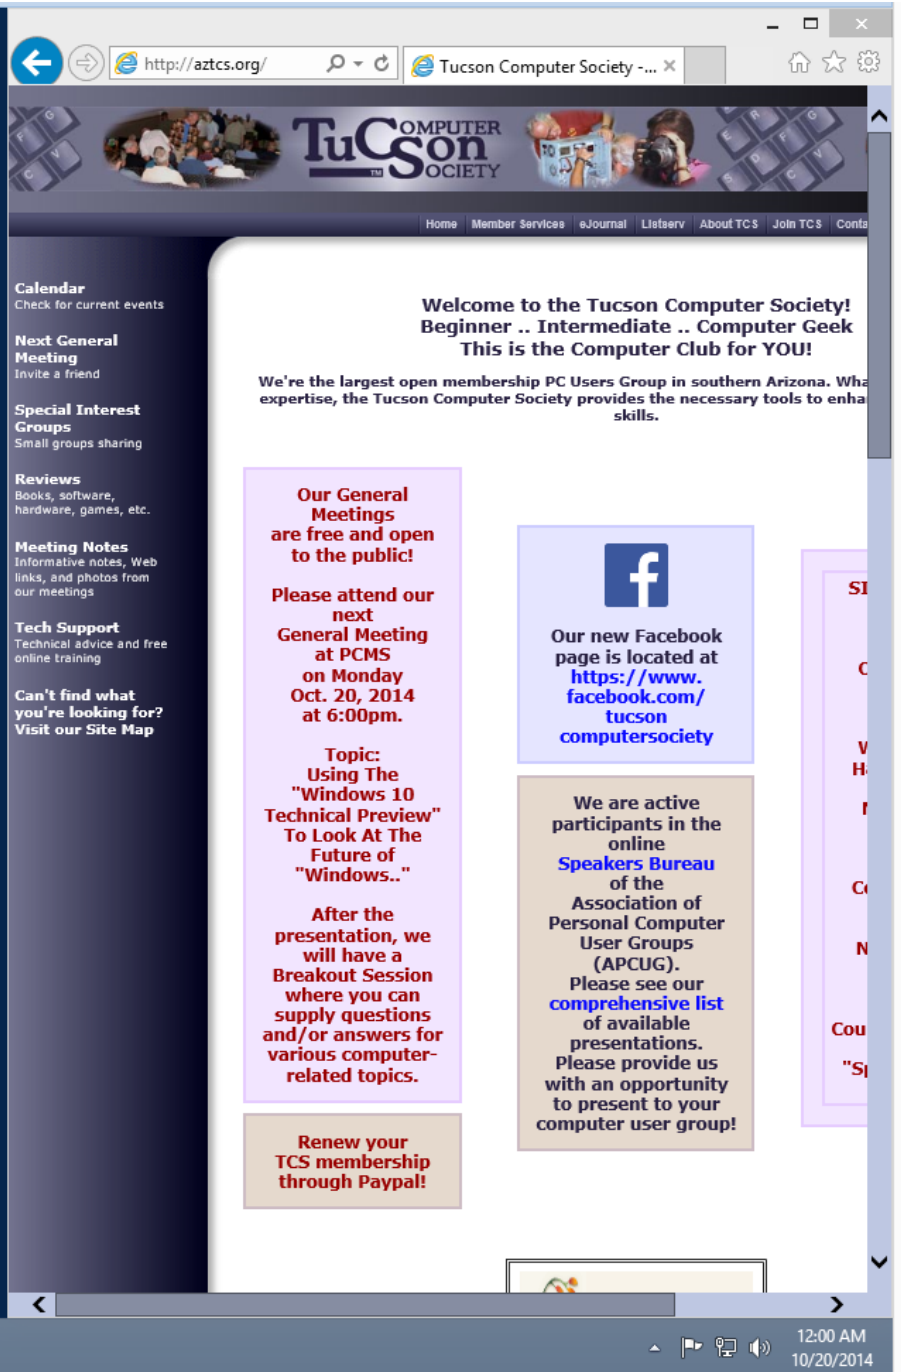 http://aztcs.org/
Tucson Computer Society -...
TUCSON COMPUTER SOCIETY
TM
Home Member Services eJournal Listserv About TCS Join TCS Conta
Calendar
Check for current events
Next General
Meeting
Invite a friend
Special Interest
Groups
Small groups sharing
Reviews
Books, software,
hardware, games, etc.
Meeting Notes
Informative notes, Web
links, and photos from
our meetings
Tech Support
Technical advice and free
online training
Can't find what
you're looking for?
Visit our Site Map
Welcome to the Tucson Computer Society!
Beginner .. Intermediate .. Computer Geek
This is the Computer Club for YOU!
We're the largest open membership PC Users Group in southern Arizona. Wha
expertise, the Tucson Computer Society provides the necessary tools to enha
skills.
Our General
Meetings
are free and open
to the public!
Please attend our
next
General Meeting
at PCMS
on Monday
Oct. 20, 2014
at 6:00pm.
Topic:
Using The
"Windows 10
Technical Preview"
To Look At The
Future of
"Windows.."
After the
presentation, we
will have a
Breakout Session
where you can
supply questions
and/or answers for
various computer-
related topics.
Renew your
TCS membership
through Paypal!
f
Our new Facebook
page is located at
https://www.
facebook.com/
tucson
computersociety
We are active
participants in the
online
Speakers Bureau
of the
Association of
Personal Computer
User Groups
(APCUG).
Please see our
comprehensive list
of available
presentations.
Please provide us
with an opportunity
to present to your
computer user group!
SI
Cou
"Sp
12:00 AM
10/20/2014